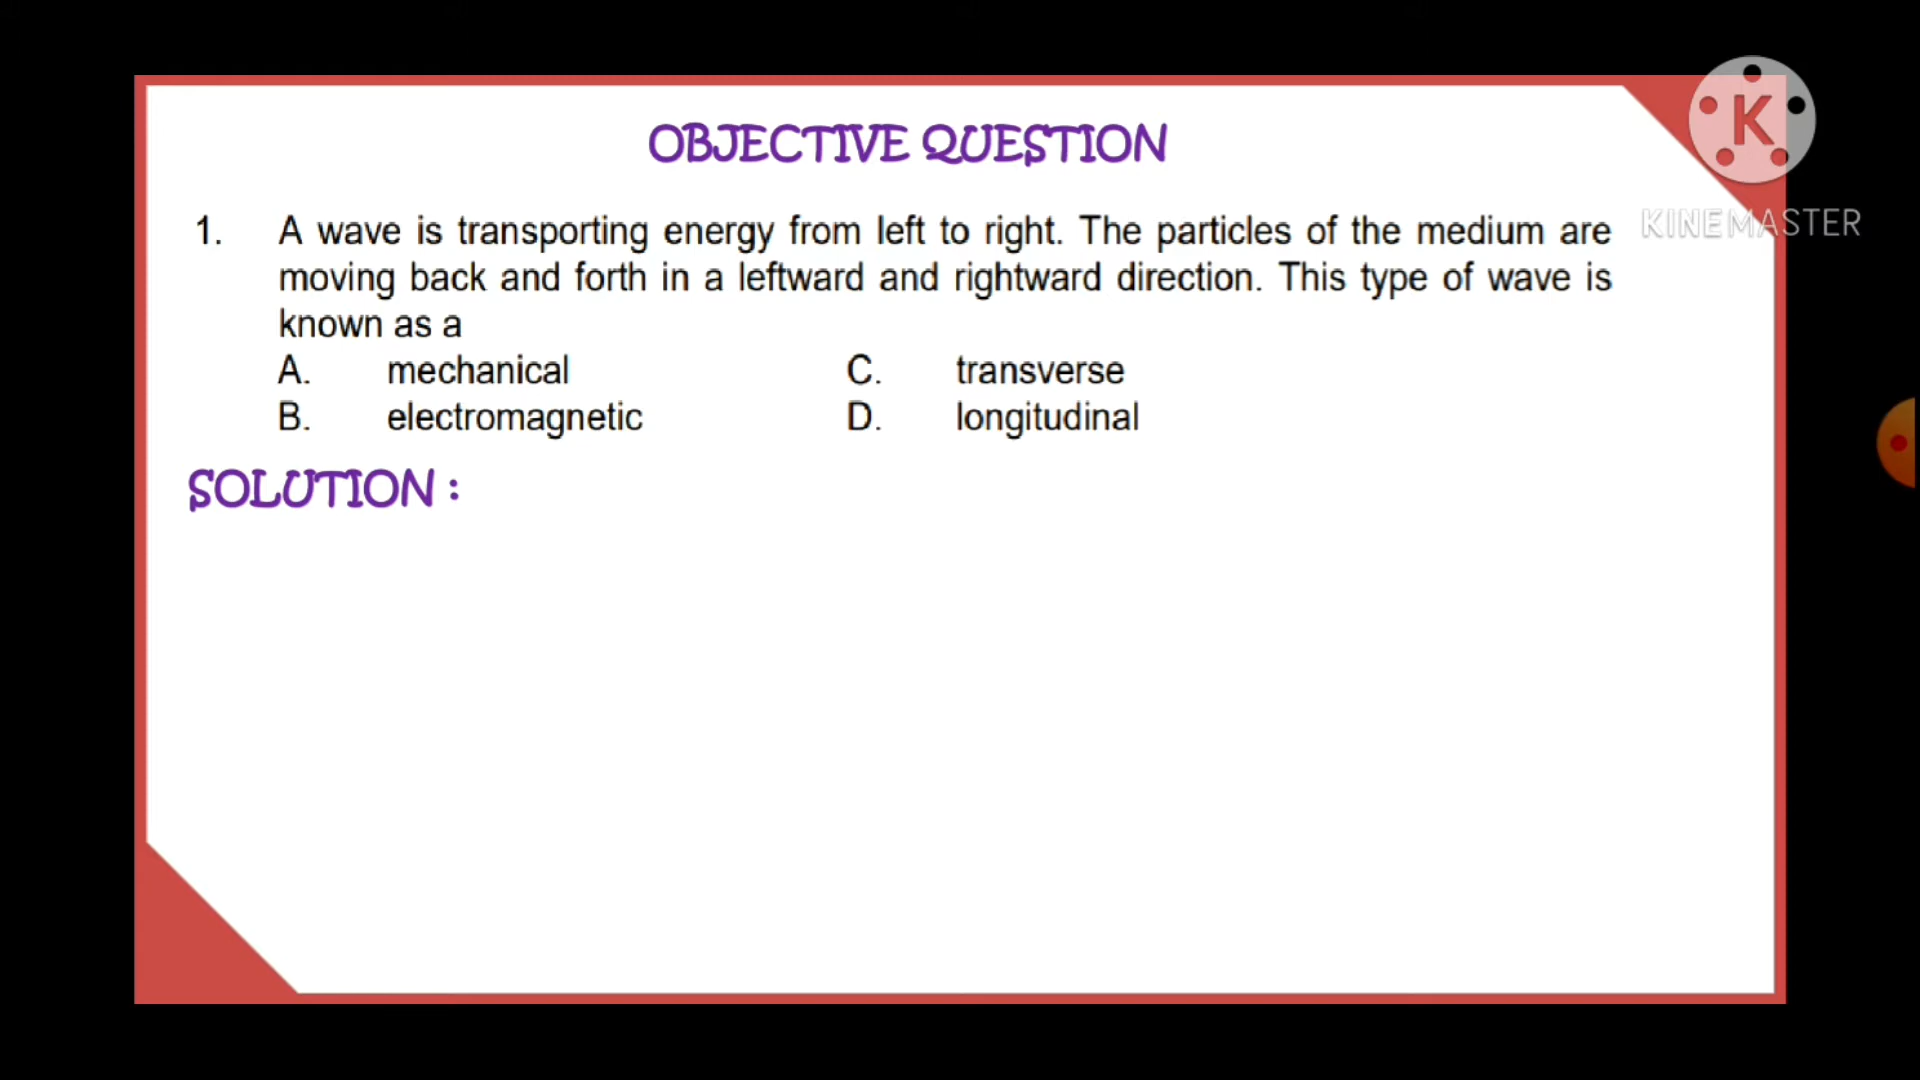 OBJECTIVE QUESTION
K
KINEMASTER
1. A wave is transporting energy from left to right. The particles of the medium are
moving back and forth in a leftward and rightward direction. This type of wave is
known as a
A. mechanical C. transverse
B. electromagnetic D. longitudinal
SOLUTION :